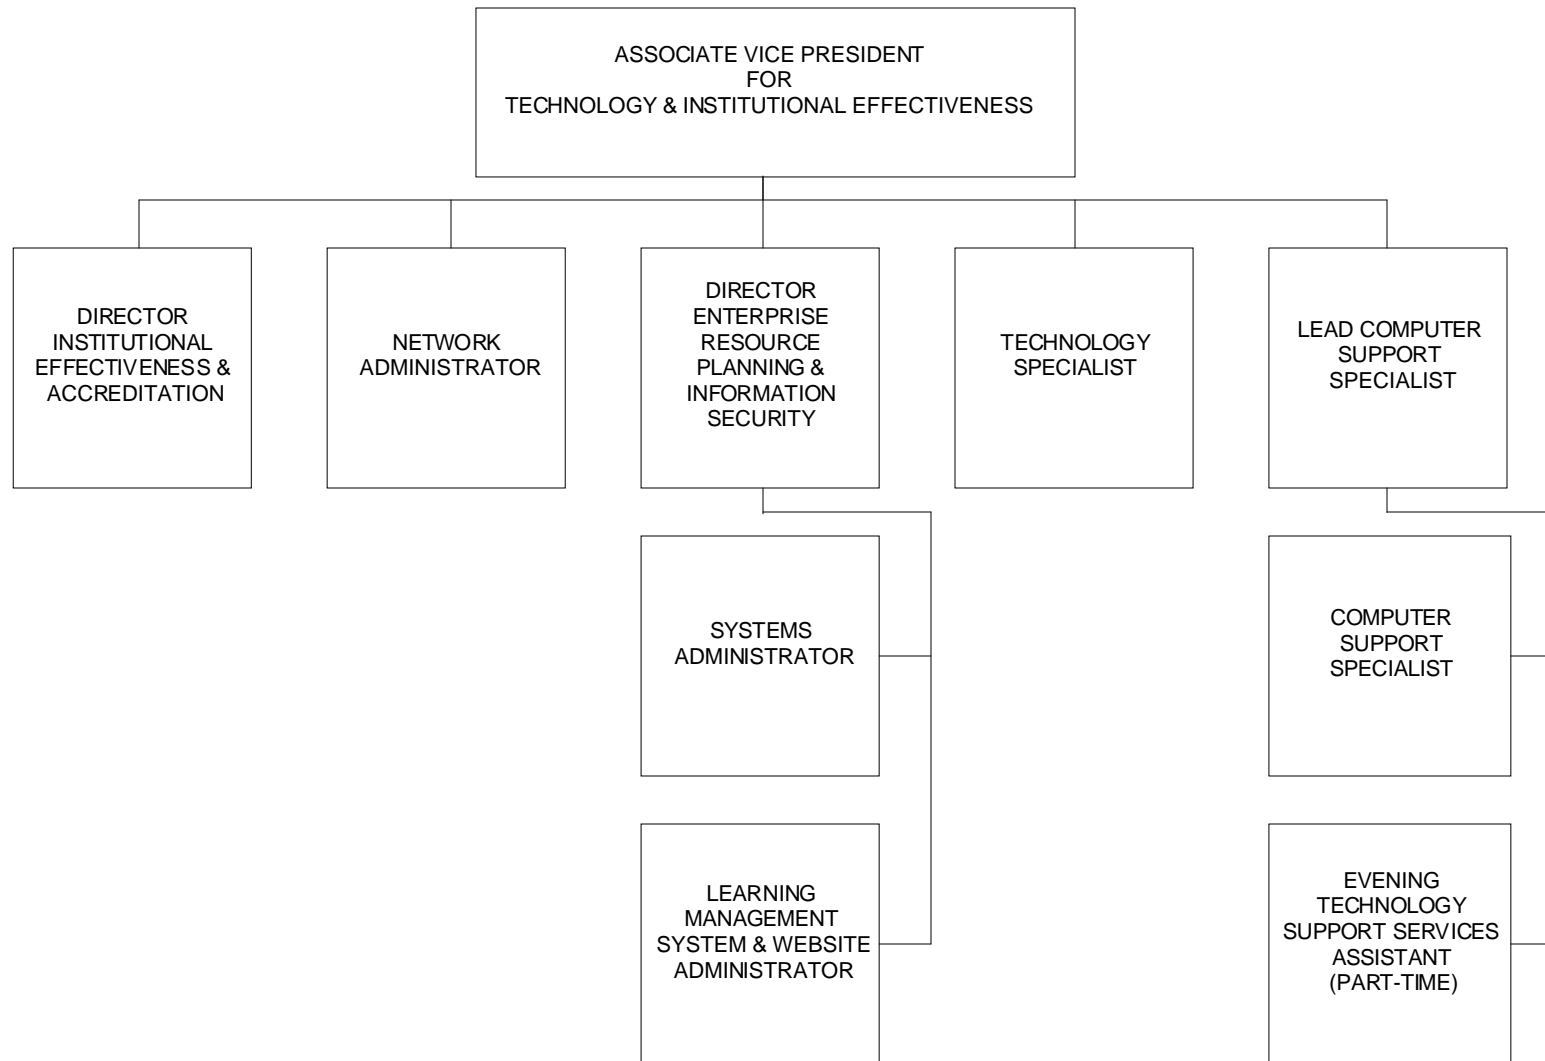 ASSOCIATE VICE PRESIDENT
FOR
TECHNOLOGY & INSTITUTIONAL EFFECTIVENESS
DIRECTOR
INSTITUTIONAL
EFFECTIVENESS &
ACCREDITATION
NETWORK
ADMINISTRATOR
DIRECTOR
ENTERPRISE
RESOURCE
PLANNING &
INFORMATION
SECURITY
TECHNOLOGY
SPECIALIST
LEAD COMPUTER
SUPPORT
SPECIALIST
SYSTEMS
ADMINISTRATOR
COMPUTER
SUPPORT
SPECIALIST
LEARNING
MANAGEMENT
SYSTEM & WEBSITE
ADMINISTRATOR
EVENING
TECHNOLOGY
SUPPORT SERVICES
ASSISTANT
(PART-TIME)